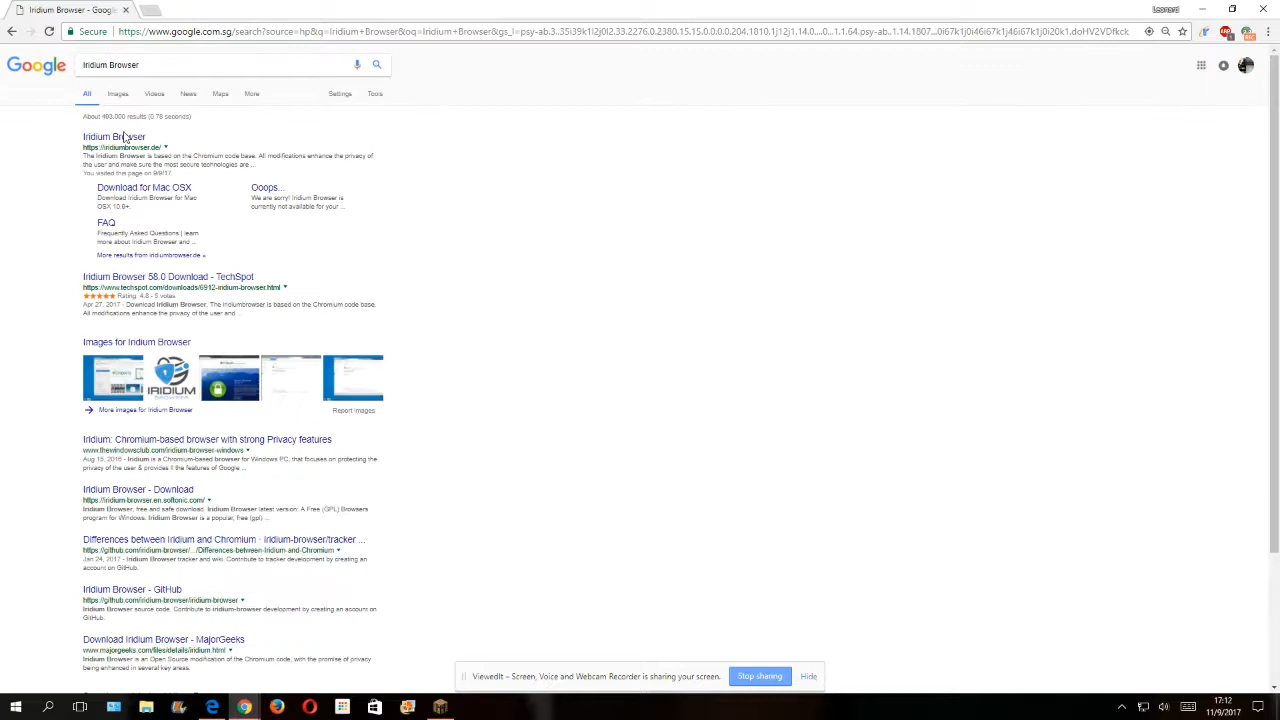 Iridium Browser - Goog
Leonard
Secure
https://www.google.com.sg/search?source=hp&q=Iridium+Browser&oq=Iridium+Browser&gs_l=psy-ab.3..35i39k1l2j0l2.33.2276.0.2380.15.15.0.0.0.0.204.1810.1j12j1.14.0...0...1.1.64.psy-ab..1.14.1807...0i67k1j0i46i67k1j46i67k1j0i20k1.doHV2VDfkck
Google
Iridium Browser
All
Images
Videos
News
Maps
More
Settings
Tools
About 493,000 results (0.78 seconds)
Iridium Browser
https://iridiumbrowser.de/
The Iridium Browser is based on the Chromium code base. All modifications enhance the privacy of
the user and make sure the most secure technologies are ...
You visited this page on 9/9/17.
Download for Mac OSX
Download Iridium Browser for Mac
OSX 10.6+.
Ooops...
We are sorry! Iridium Browser is
currently not available for your ...
FAQ
Frequently Asked Questions | learn
more about Iridium Browser and ...
More results from iridiumbrowser.de »
Iridium Browser 58.0 Download - TechSpot
https://www.techspot.com/downloads/6912-iridium-browser.html
Rating: 4.8 - 5 votes
Apr 27, 2017 - Download Iridium Browser. The Iridiumbrowser is based on the Chromium code base.
All modifications enhance the privacy of the user and ...
Images for Iridium Browser
IRIDIUM
BROWSER
More images for Iridium Browser
Report images
Iridium: Chromium-based browser with strong Privacy features
www.thewindowsclub.com/iridium-browser-windows
Aug 15, 2016 - Iridium is a Chromium-based browser for Windows PC, that focuses on protecting the
privacy of the user & provides ll the features of Google ...
Iridium Browser - Download
https://iridium-browser.en.softonic.com/
Iridium Browser, free and safe download. Iridium Browser latest version: A Free (GPL) Browsers
program for Windows. Iridium Browser is a popular, free (gpl) ...
Differences between Iridium and Chromium · iridium-browser/tracker ...
https://github.com/iridium-browser/.../Differences-between-Iridium-and-Chromium
Jan 24, 2017 - Iridium Browser tracker and wiki. Contribute to tracker development by creating an
account on GitHub.
Iridium Browser - GitHub
https://github.com/iridium-browser/iridium-browser
Iridium Browser source code. Contribute to iridium-browser development by creating an account on
GitHub.
Download Iridium Browser - MajorGeeks
www.majorgeeks.com/files/details/iridium.html
Iridium Browser is an Open Source modification of the Chromium code, with the promise of privacy
being enhanced in several key areas.
ViewedIt – Screen, Voice and Webcam Recorder is sharing your screen.
Stop sharing
Hide
17:12
11/9/2017